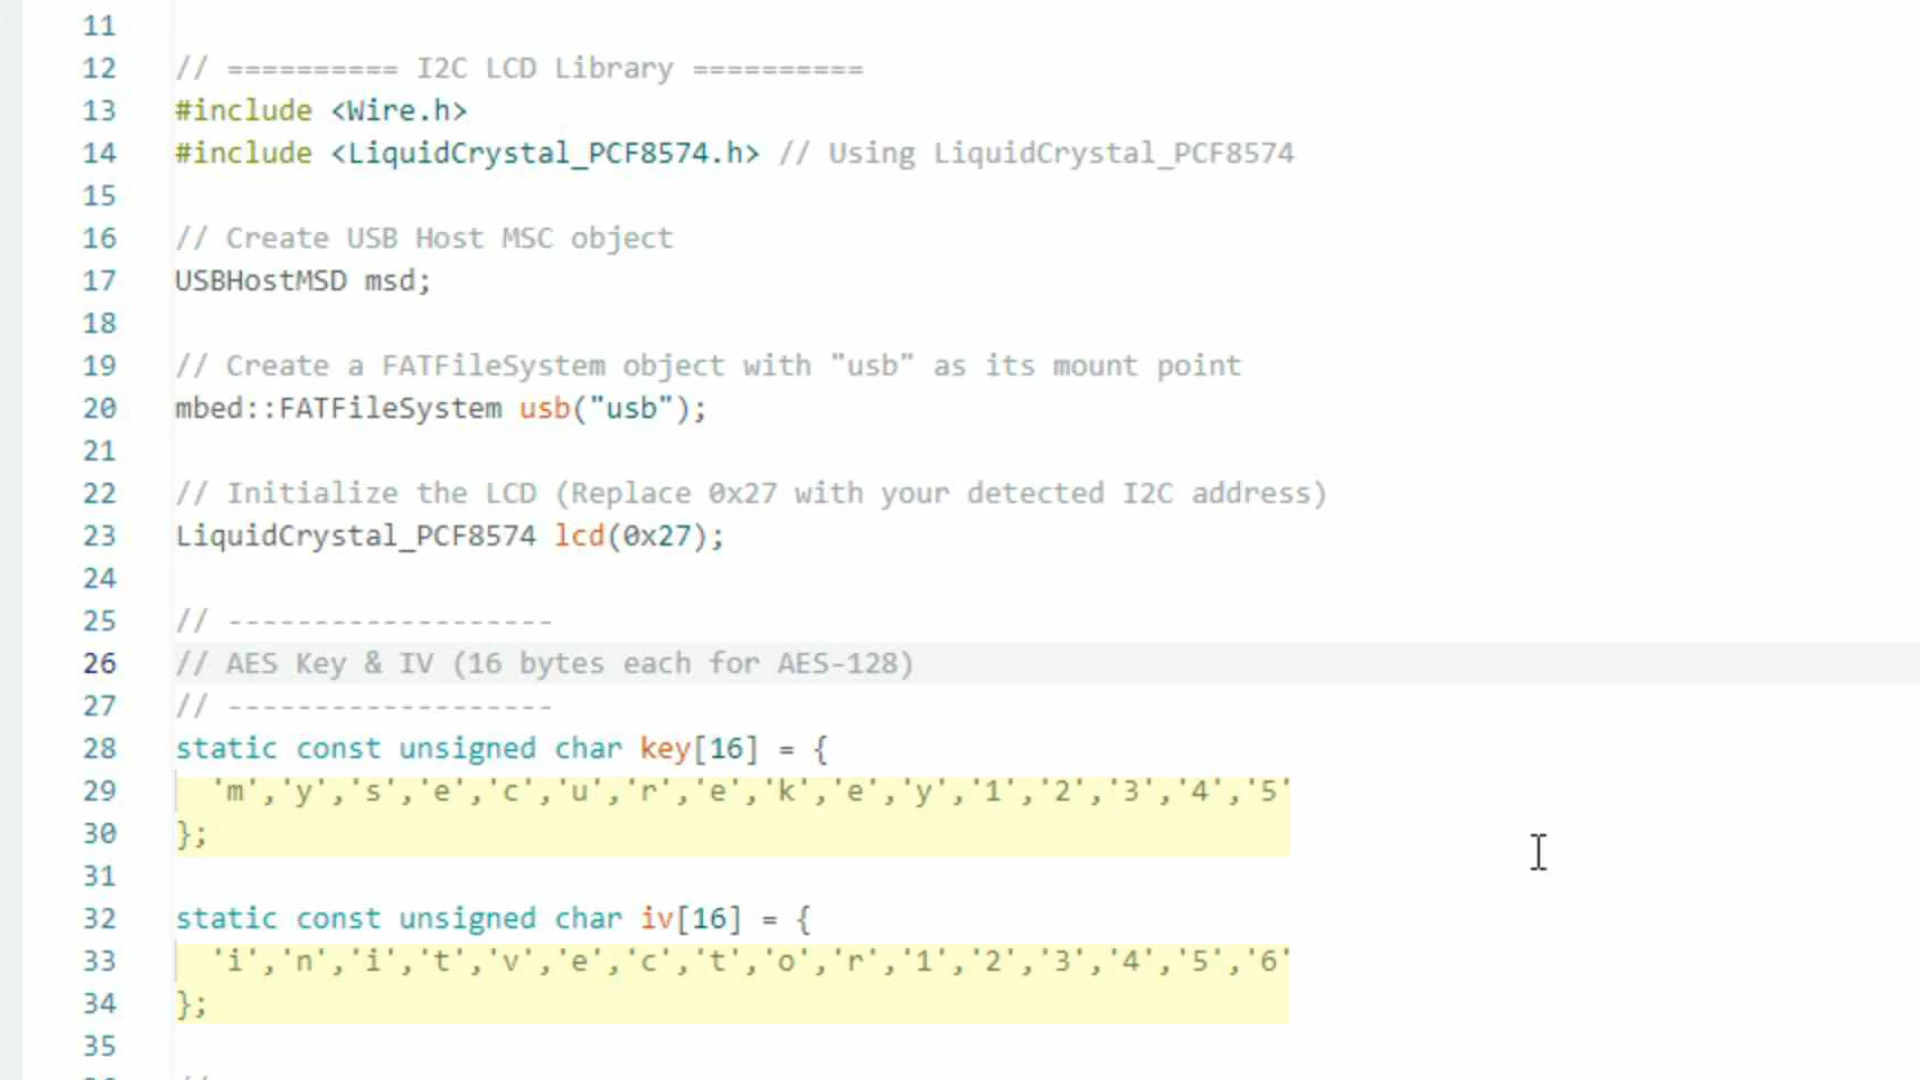 11
12 // ========== I2C LCD Library ==========
13 #include <Wire.h>
14 #include <LiquidCrystal_PCF8574.h> // Using LiquidCrystal_PCF8574
15
16 // Create USB Host MSC object
17 USBHostMSD msd;
18
19 // Create a FATFileSystem object with "usb" as its mount point
20 mbed::FATFileSystem usb("usb");
21
22 // Initialize the LCD (Replace 0x27 with your detected I2C address)
23 LiquidCrystal_PCF8574 lcd(0x27);
24
25 // -------------------
26 // AES Key & IV (16 bytes each for AES-128)
27 // -------------------
28 static const unsigned char key[16] = {
29 'm','y','s','e','c','u','r','e','k','e','y','1','2','3','4','5'
30 };
31
32 static const unsigned char iv[16] = {
33 'i','n','i','t','v','e','c','t','o','r','1','2','3','4','5','6'
34 };
35